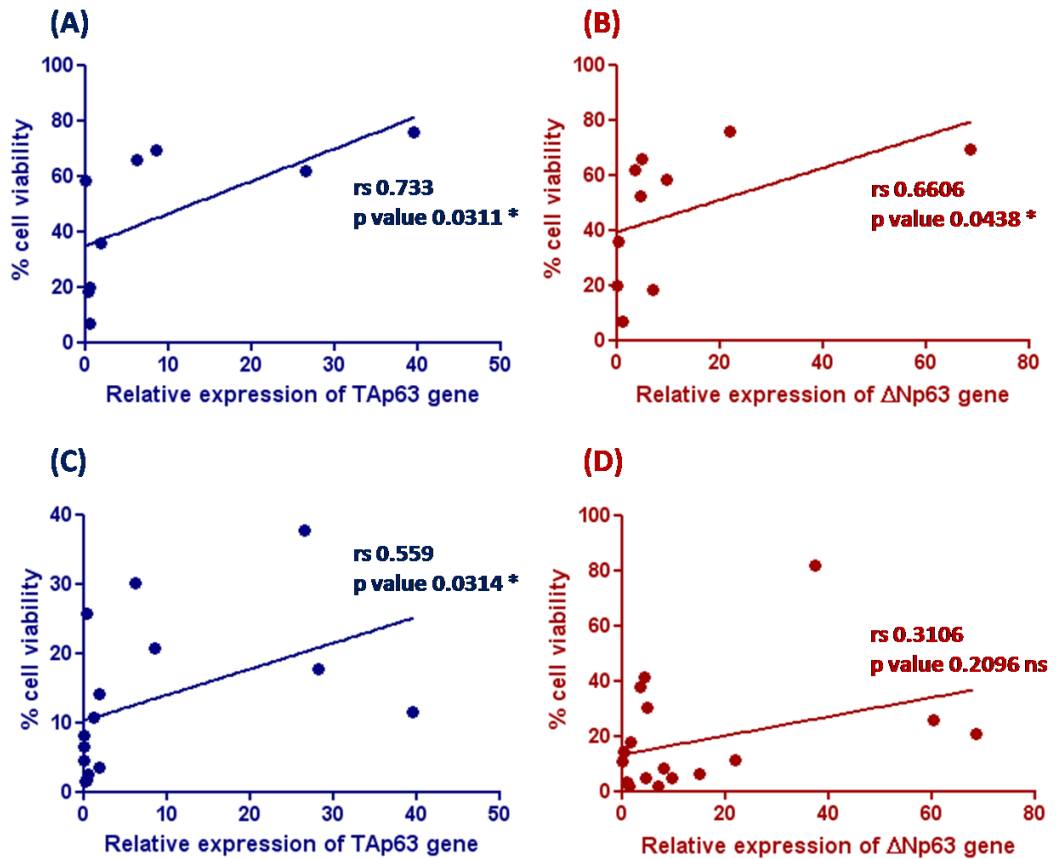 (A)
100
80
60
40
20
0
% cell viability
rs 0.733
p value 0.0311 *
0 10 20 30 40 50
Relative expression of TAp63 gene
(B)
100
80
60
40
20
0
% cell viability
rs 0.6606
p value 0.0438 *
0 20 40 60 80
Relative expression of ΔNp63 gene
(C)
40
30
20
10
0
% cell viability
rs 0.559
p value 0.0314 *
0 10 20 30 40 50
Relative expression of TAp63 gene
(D)
100
80
60
40
20
0
% cell viability
rs 0.3106
p value 0.2096 ns
0 20 40 60 80
Relative expression of ΔNp63 gene